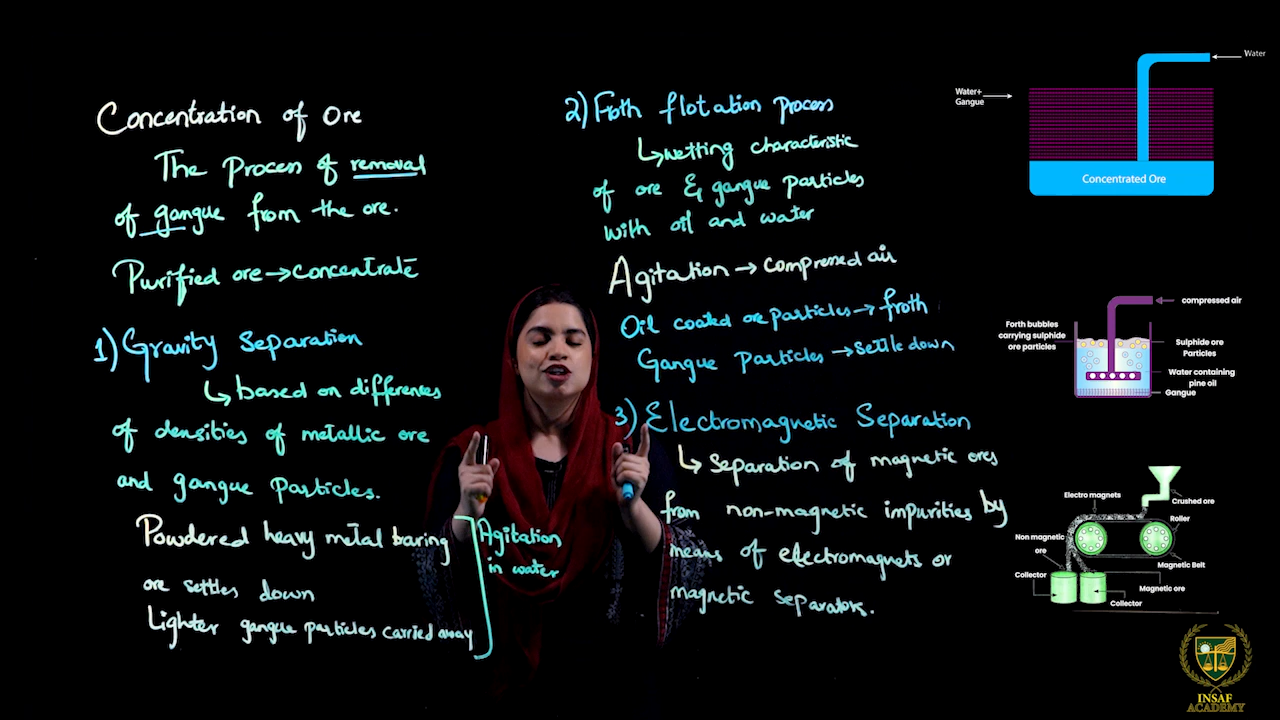 Concentration of Ore
The Process of removal
of gangue from the ore.
Purified ore → concentrate
1) Gravity Separation
↳ based on differences
of densities of metallic ore
and gangue particles.
Powdered heavy metal baring
ore settles down
Lighter gangue particles carried away
Agitation
in water
2) Froth flotation process
↳ wetting characteristic
of ore & gangue particles
with oil and water
Agitation → compressed air
Oil coated ore particles → froth
Gangue Particles → settle down
3) Electromagnetic Separation
↳ Separation of magnetic ores
from non-magnetic impurities by
means of electromagnets or
magnetic separators.
Water
Water+
Gangue
Concentrated Ore
compressed air
Forth bubbles
carrying sulphide
ore particles
Sulphide ore
Particles
Water containing
pine oil
Gangue
Electro magnets
Crushed ore
Roller
Non magnetic
ore
Magnetic Belt
Collector
Magnetic ore
Collector
INSAF
ACADEMY